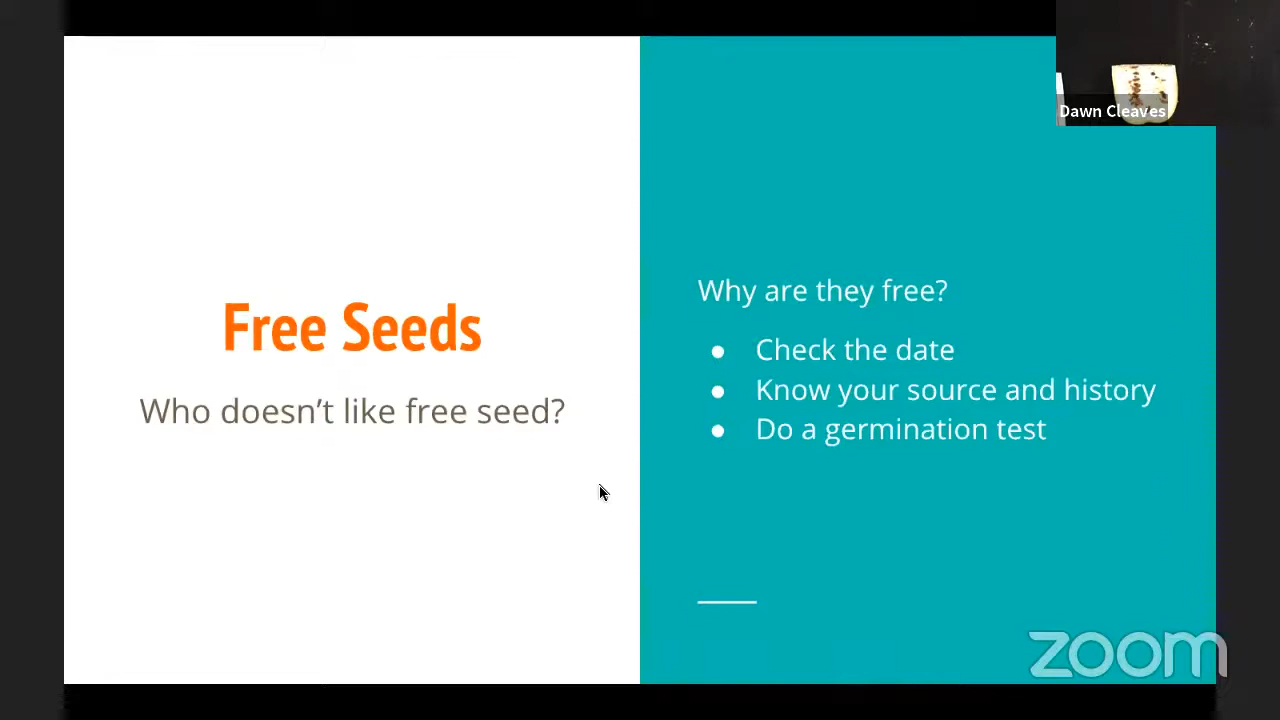 Free Seeds
Who doesn’t like free seed?
Why are they free?
● Check the date
● Know your source and history
● Do a germination test
Dawn Cleaves
zoom